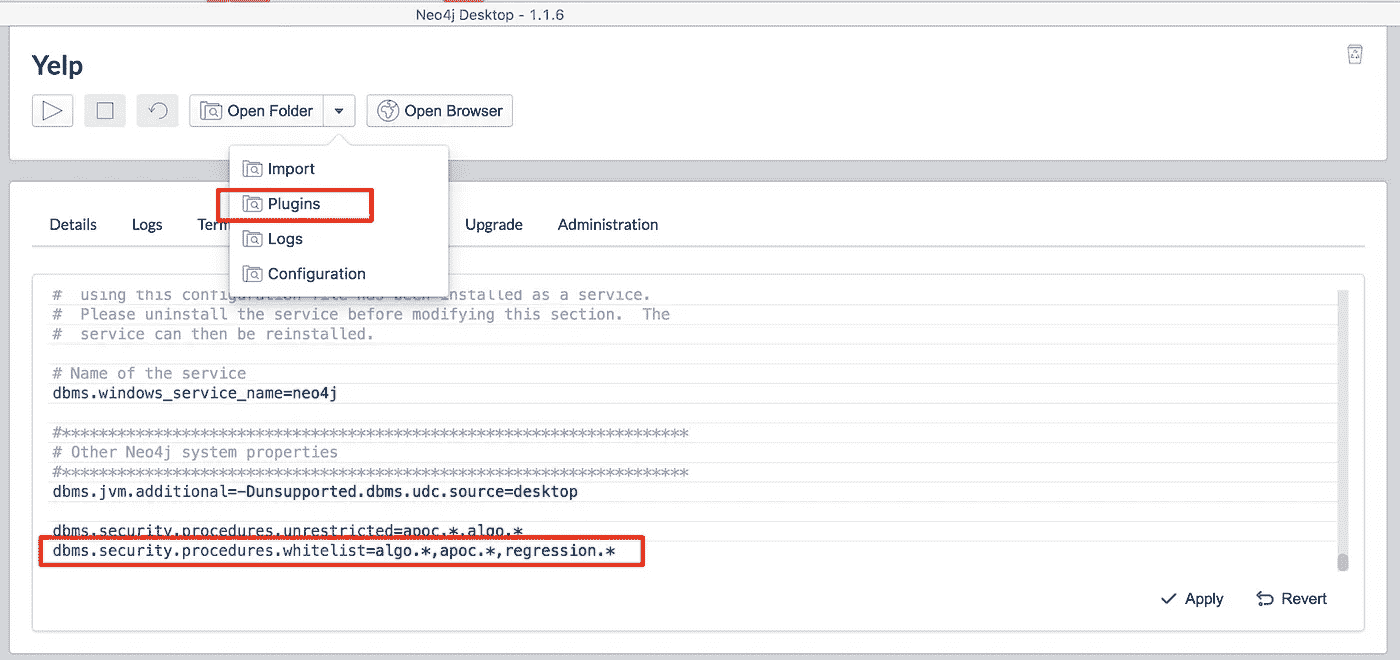 Neo4j Desktop - 1.1.6
Yelp
Open Folder
Open Browser
Import
Plugins
Logs
Configuration
Details Logs Upgrade Administration
# using this configuration file has been installed as a service.
# Please uninstall the service before modifying this section. The
# service can then be reinstalled.
# Name of the service
dbms.windows_service_name=neo4j
#********************************************************************
# Other Neo4j system properties
#********************************************************************
dbms.jvm.additional=-Dunsupported.dbms.udc.source=desktop
dbms.security.procedures.unrestricted=apoc.*,algo.*
dbms.security.procedures.whitelist=algo.*,apoc.*,regression.*
Apply Revert